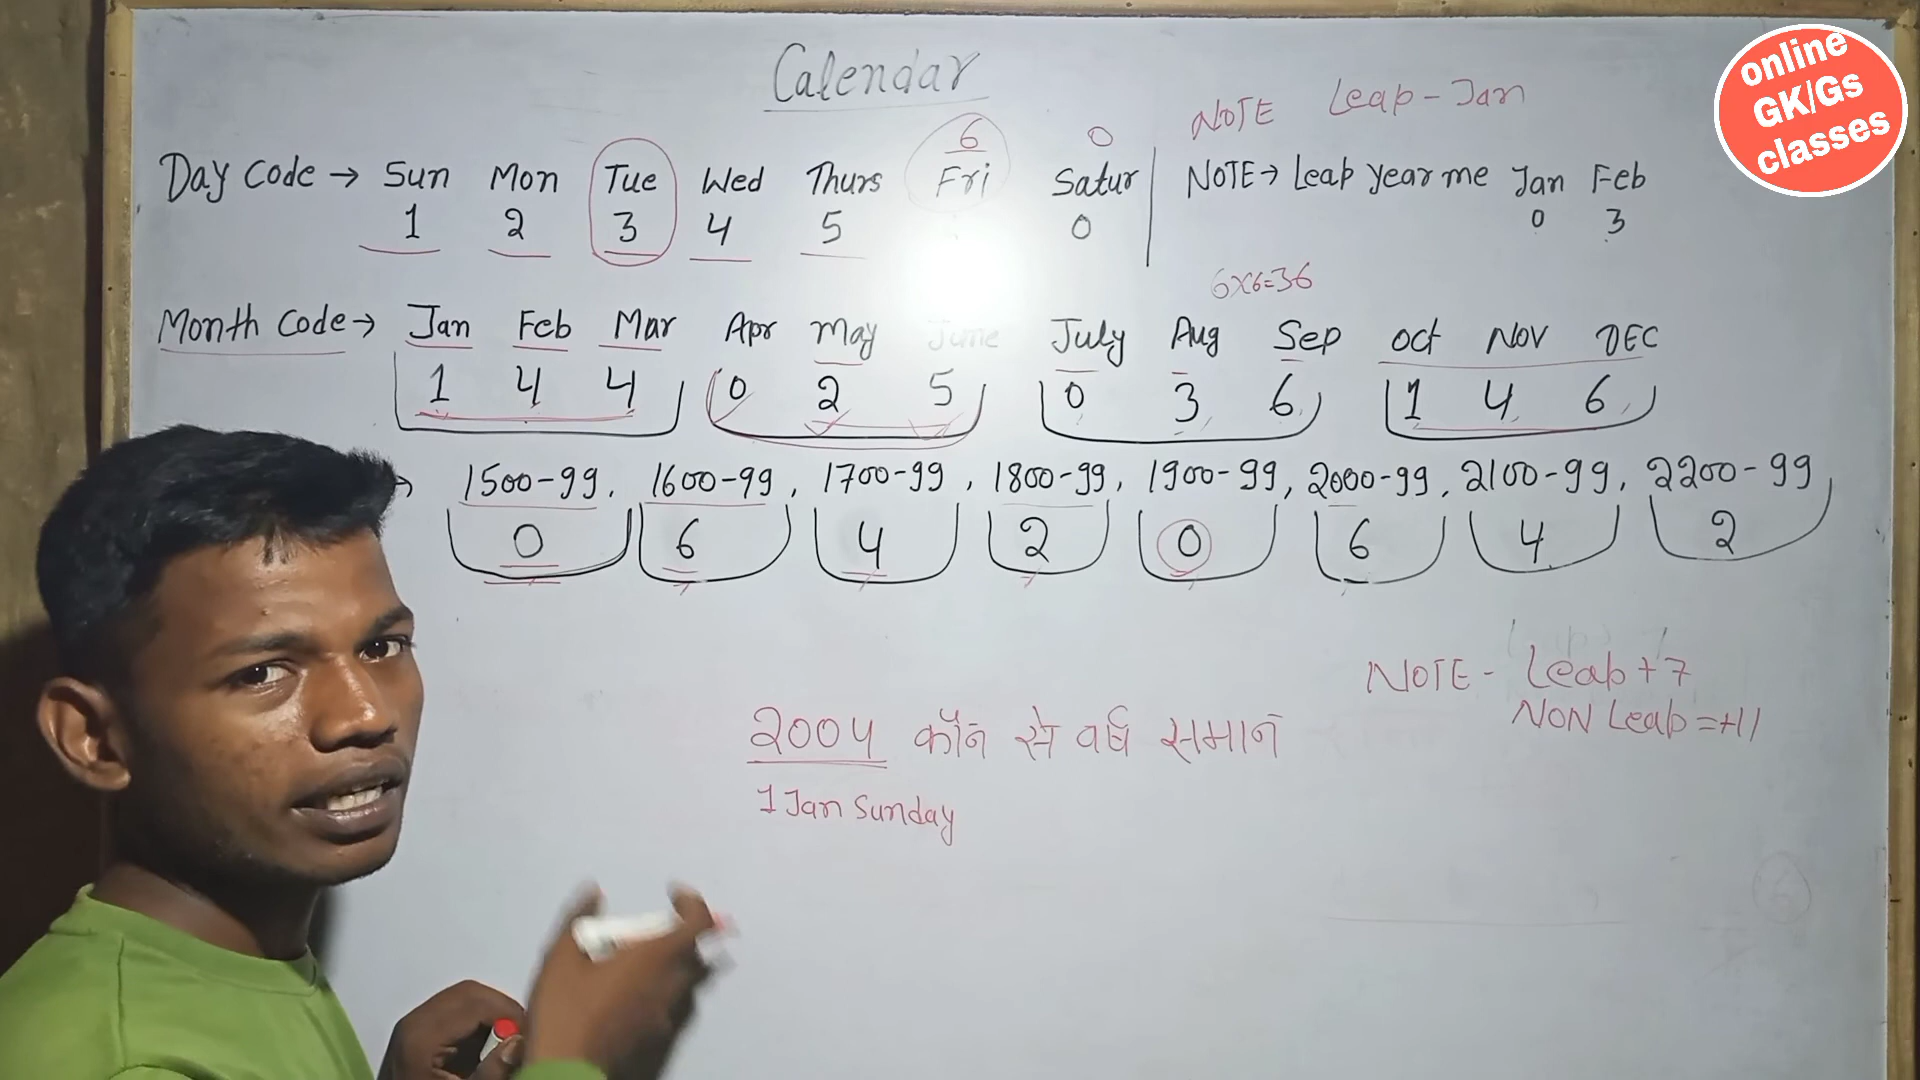 Calendar
online
GK/Gs
classes
NOTE Leap - Jan
6 0
Day Code → Sun Mon Tue Wed Thurs Fri Satur
1 2 3 4 5 0
NOTE → Leap year me Jan Feb
0 3
6x6=36
Month Code → Jan Feb Mar Apr May June July Aug Sep Oct NOV DEC
1 4 4 0 2 5 0 3 6 1 4 6
→ 1500-99, 1600-99, 1700-99, 1800-99, 1900-99, 2000-99, 2100-99, 2200-99
0 6 4 2 0 6 4 2
NOTE - Leap + 7
NON Leap = +11
2004 कौन से वर्ष समान
1 Jan Sunday